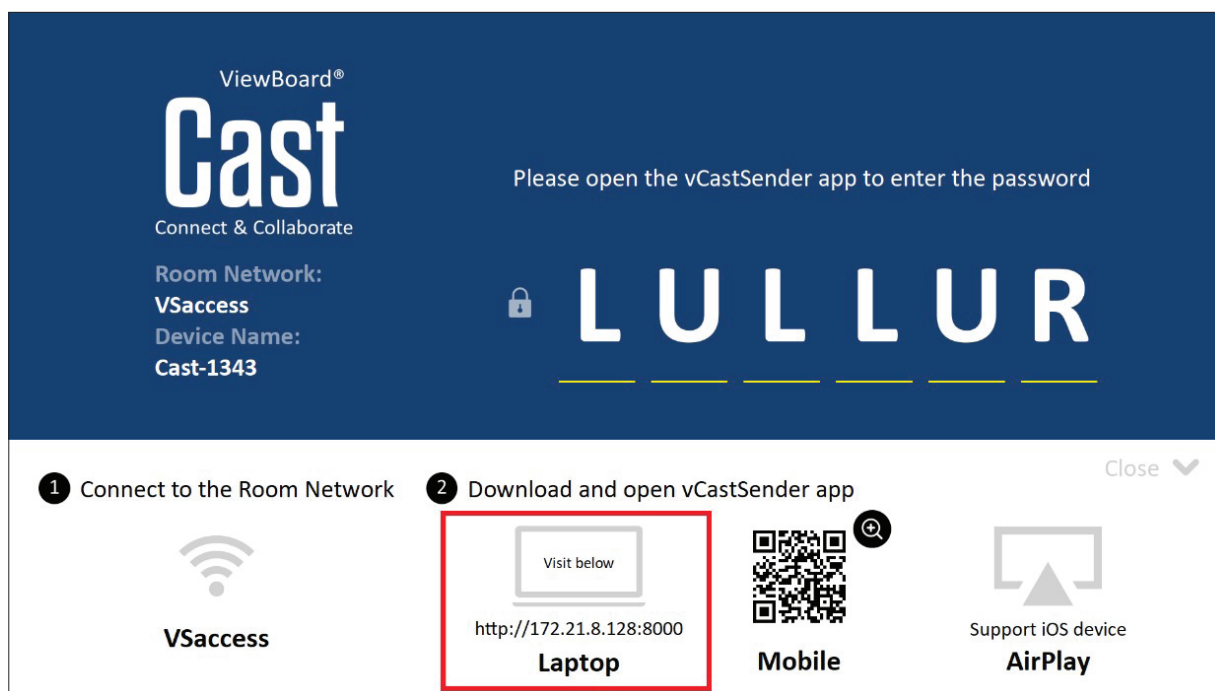 ViewBoard®
Cast
Connect & Collaborate
Room Network:
VSaccess
Device Name:
Cast-1343
Please open the vCastSender app to enter the password
L U L L U R
Close
1 Connect to the Room Network
VSaccess
2 Download and open vCastSender app
Visit below
http://172.21.8.128:8000
Laptop
Mobile
Support iOS device
AirPlay